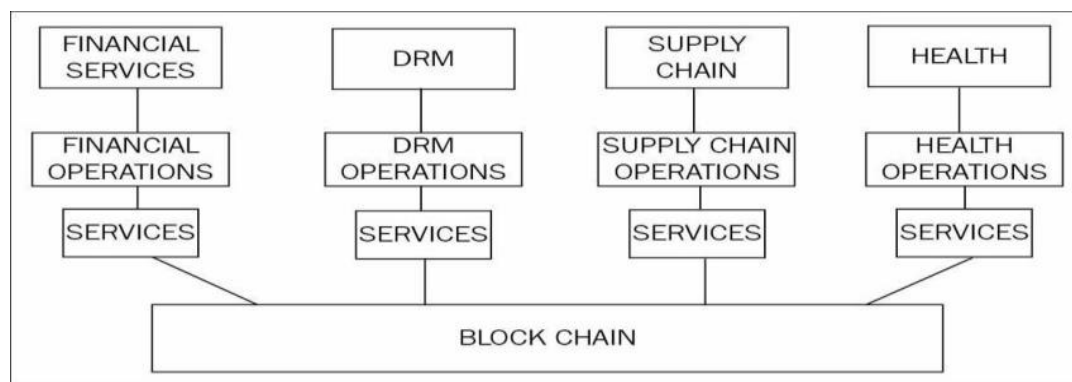 FINANCIAL
SERVICES
DRM
SUPPLY
CHAIN
HEALTH
FINANCIAL
OPERATIONS
DRM
OPERATIONS
SUPPLY CHAIN
OPERATIONS
HEALTH
OPERATIONS
SERVICES
SERVICES
SERVICES
SERVICES
BLOCK CHAIN